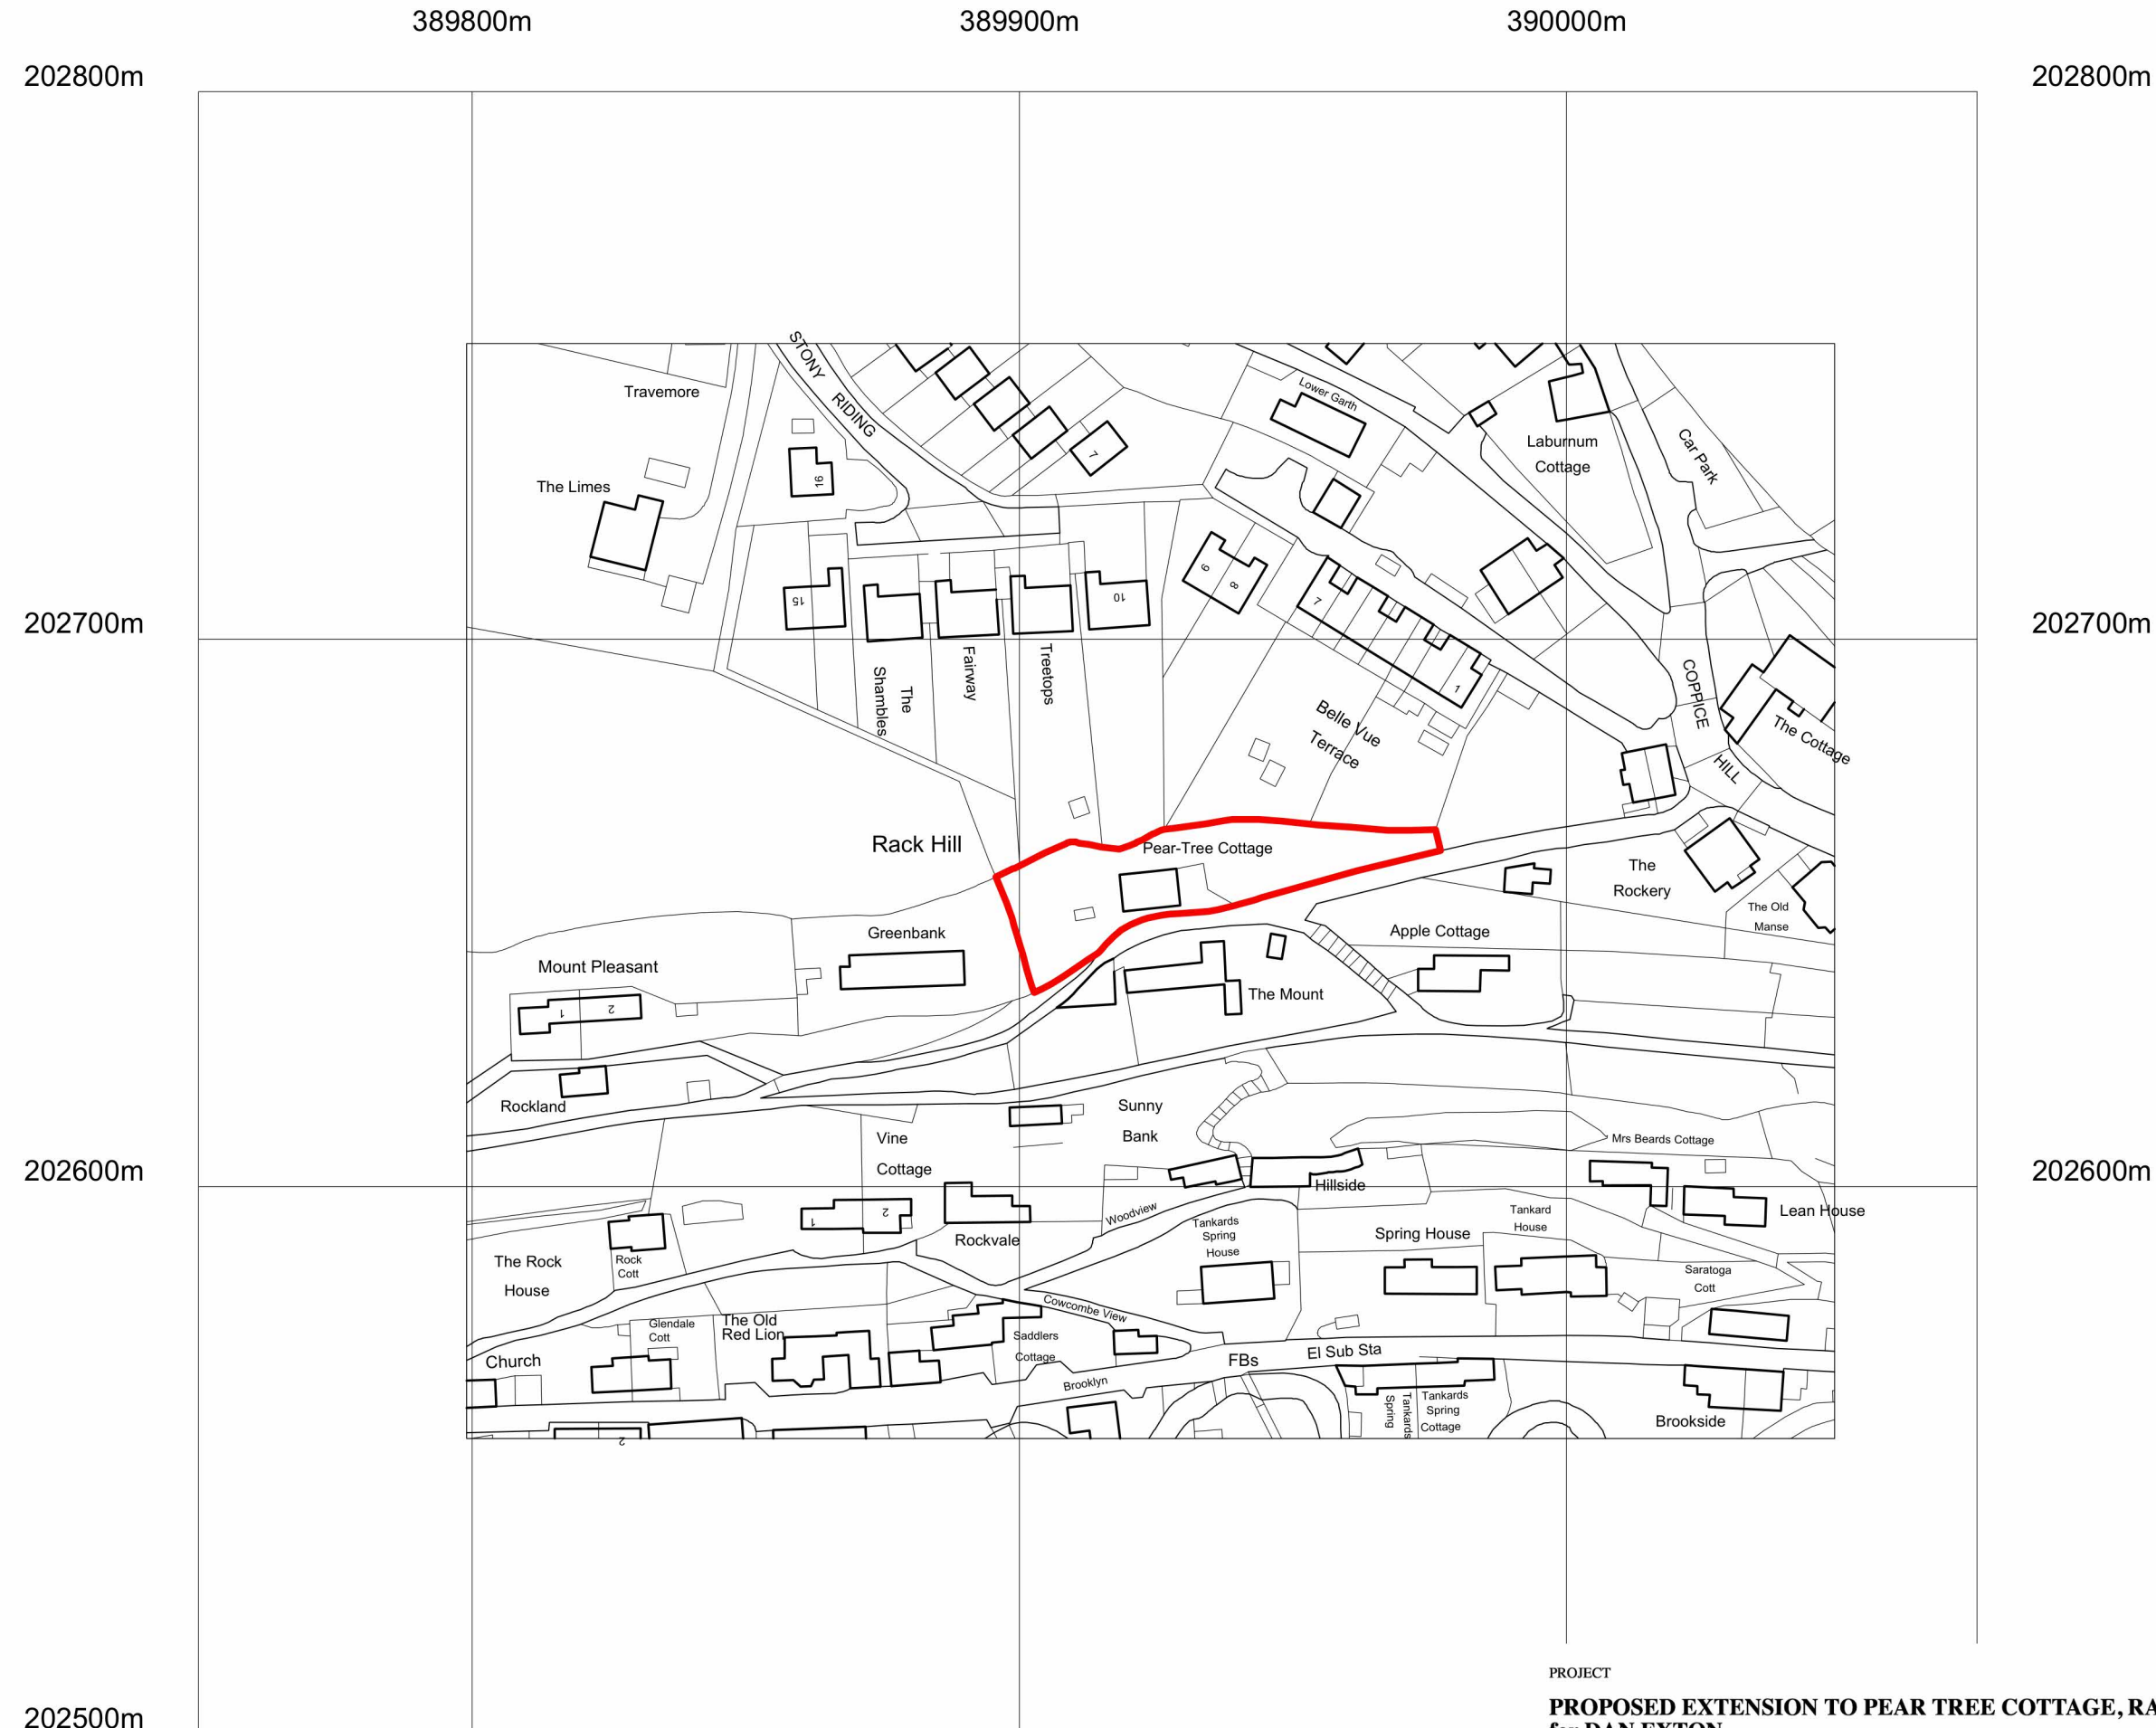 389800m
389900m
390000m
202800m
202800m
STONY
RIDING
Travemore
The Limes
16
7
Lower Garth
Laburnum
Cottage
Car Park
15
10
9
8
7
1
202700m
202700m
The
Shambles
Fairway
Treetops
Belle Vue
Terrace
COPPICE
HILL
The Cottage
Rack Hill
Pear-Tree Cottage
The
Rockery
The Old
Manse
Greenbank
Apple Cottage
Mount Pleasant
1
2
The Mount
Rockland
Sunny
Bank
Vine
Cottage
Mrs Beards Cottage
202600m
202600m
Hillside
Woodview
1
2
Rockvale
Tankards
Spring
House
Spring House
Tankard
House
Lean House
The Rock
House
Rock
Cott
Saratoga
Cott
Cowcombe View
Glendale
Cott
The Old
Red Lion
Saddlers
Cottage
Church
FBs
El Sub Sta
Brooklyn
Tankards
Spring
Tankards
Spring
Cottage
Brookside
2
PROJECT
PROPOSED EXTENSION TO PEAR TREE COTTAGE, RA
for DAN EXTON
202500m